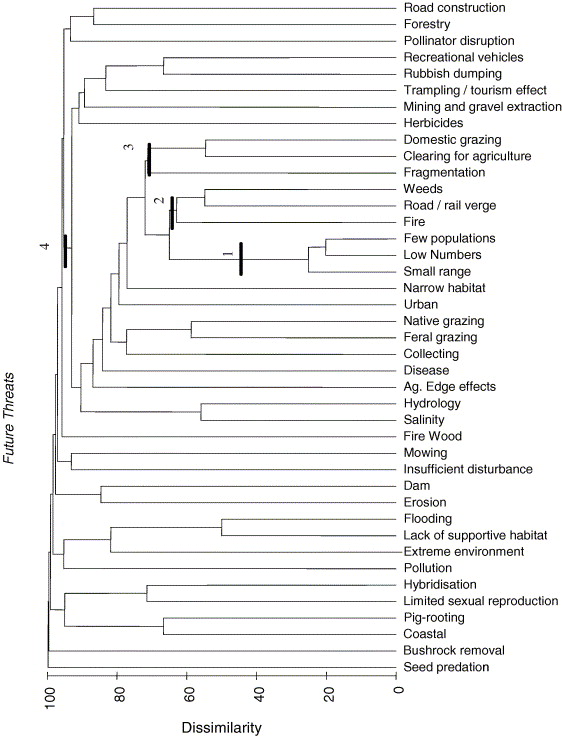 Road construction
Forestry
Pollinator disruption
Recreational vehicles
Rubbish dumping
Trampling / tourism effect
Mining and gravel extraction
Herbicides
Domestic grazing
3
Clearing for agriculture
Fragmentation
Weeds
2
Road / rail verge
Fire
Few populations
4
1
Low Numbers
Small range
Narrow habitat
Urban
Native grazing
Feral grazing
Collecting
Disease
Ag. Edge effects
Hydrology
Salinity
Future Threats
Fire Wood
Mowing
Insufficient disturbance
Dam
Erosion
Flooding
Lack of supportive habitat
Extreme environment
Pollution
Hybridisation
Limited sexual reproduction
Pig-rooting
Coastal
Bushrock removal
Seed predation
100 80 60 40 20 0
Dissimilarity